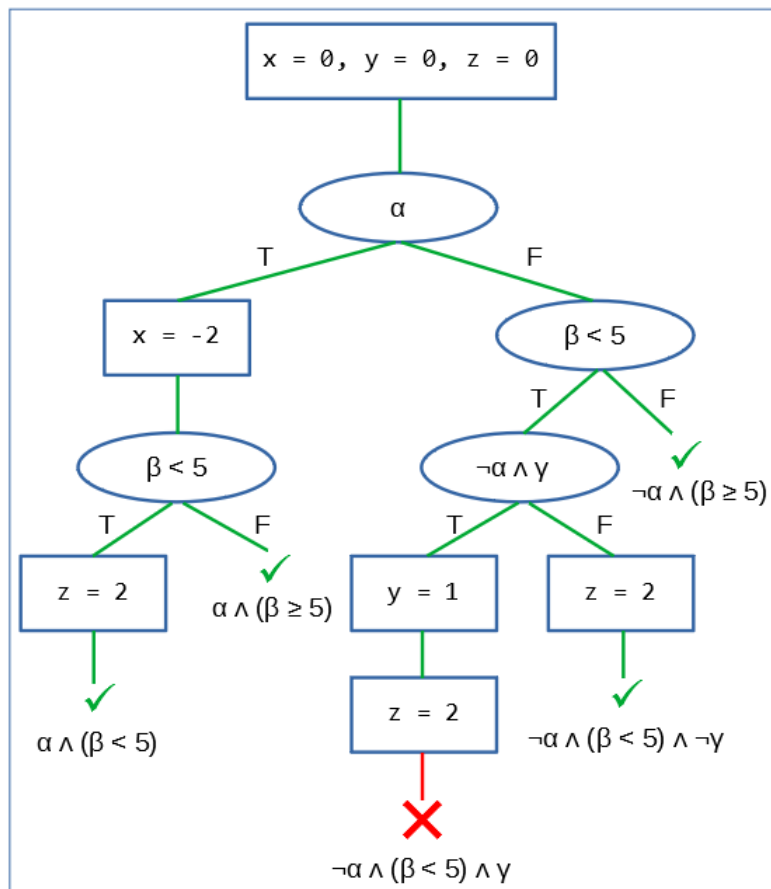 x = 0, y = 0, z = 0
α
T
F
x = -2
β < 5
T
F
β < 5
¬α ∧ γ
¬α ∧ (β ≥ 5)
T
F
T
F
z = 2
α ∧ (β ≥ 5)
y = 1
z = 2
z = 2
α ∧ (β < 5)
¬α ∧ (β < 5) ∧ ¬γ
¬α ∧ (β < 5) ∧ γ